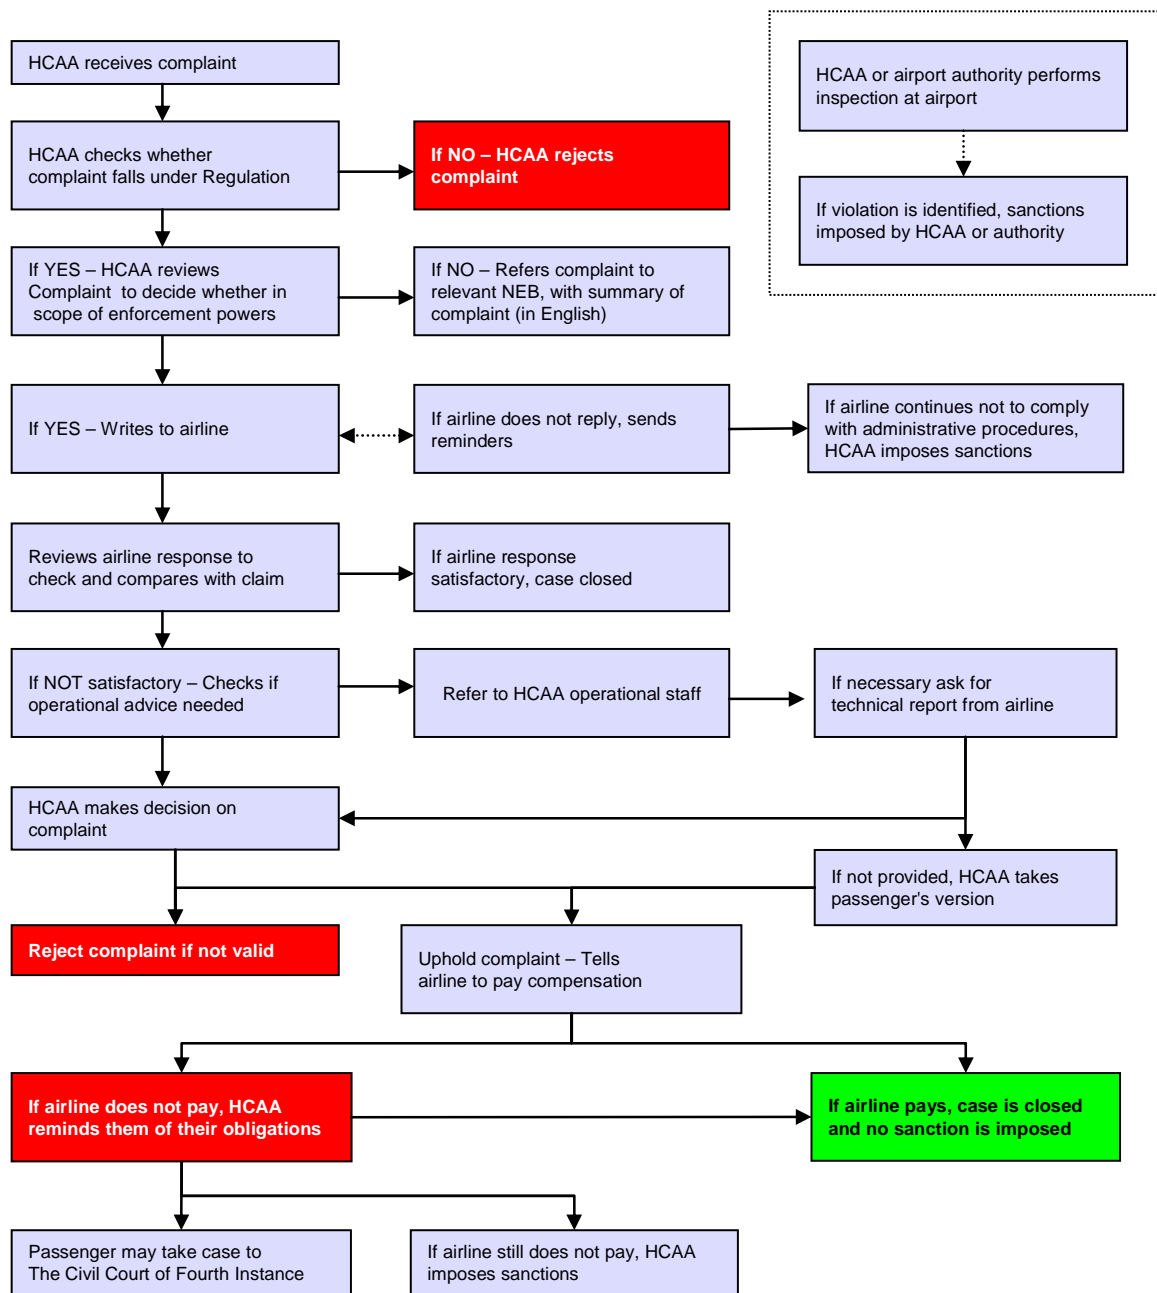 HCAA receives complaint
HCAA or airport authority performs
inspection at airport
HCAA checks whether
complaint falls under Regulation
If NO – HCAA rejects
complaint
If violation is identified, sanctions
imposed by HCAA or authority
If YES – HCAA reviews
Complaint to decide whether in
scope of enforcement powers
If NO – Refers complaint to
relevant NEB, with summary of
complaint (in English)
If YES – Writes to airline
If airline does not reply, sends
reminders
If airline continues not to comply
with administrative procedures,
HCAA imposes sanctions
Reviews airline response to
check and compares with claim
If airline response
satisfactory, case closed
If NOT satisfactory – Checks if
operational advice needed
Refer to HCAA operational staff
If necessary ask for
technical report from airline
HCAA makes decision on
complaint
If not provided, HCAA takes
passenger's version
Reject complaint if not valid
Uphold complaint – Tells
airline to pay compensation
If airline does not pay, HCAA
reminds them of their obligations
If airline pays, case is closed
and no sanction is imposed
Passenger may take case to
The Civil Court of Fourth Instance
If airline still does not pay, HCAA
imposes sanctions